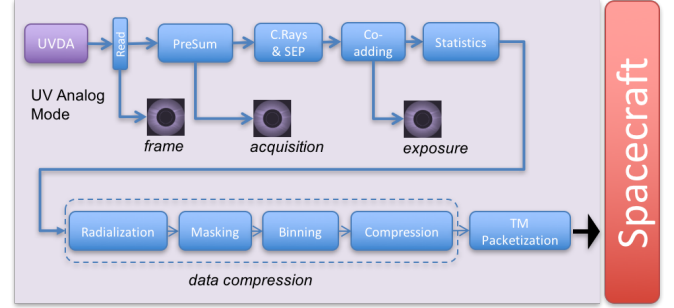 UVDA
Read
PreSum
C.Rays
& SEP
Co-
adding
Statistics
UV Analog
Mode
frame
acquisition
exposure
Radialization
Masking
Binning
Compression
TM
Packetization
data compression
Spacecraft